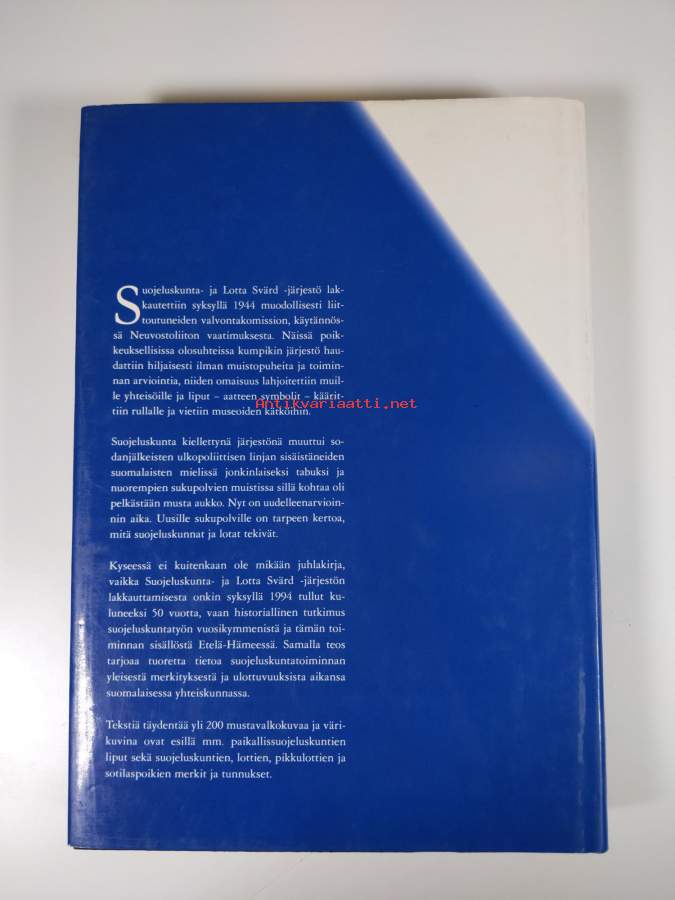 Suojeluskunta- ja Lotta Svärd -järjestö lak-
kautettiin syksyllä 1944 muodollisesti liit-
toutuneiden valvontakomission, käytännös-
sä Neuvostoliiton vaatimuksesta. Näissä poik-
keuksellisissa olosuhteissa kumpikin järjestö hau-
dattiin hiljaisesti ilman muistopuheita ja toimin-
nan arviointia, niiden omaisuus lahjoitettiin muil-
le yhteisöille ja liput – aatteen symbolit – käärit-
tiin rullalle ja vietiin museoiden kätköihin.
Antikvariaatti.net
Suojeluskunta kiellettynä järjestönä muuttui so-
danjälkeisten ulkopoliittisen linjan sisäistäneiden
suomalaisten mielissä jonkinlaiseksi tabuksi ja
nuorempien sukupolvien muistissa sillä kohtaa oli
pelkästään musta aukko. Nyt on uudelleenarvioin-
nin aika. Uusille sukupolville on tarpeen kertoa,
mitä suojeluskunnat ja lotat tekivät.
Kyseessä ei kuitenkaan ole mikään juhlakirja,
vaikka Suojeluskunta- ja Lotta Svärd -järjestön
lakkauttamisesta onkin syksyllä 1994 tullut ku-
luneeksi 50 vuotta, vaan historiallinen tutkimus
suojeluskuntatyön vuosikymmenistä ja tämän toi-
minnan sisällöstä Etelä-Hämeessä. Samalla teos
tarjoaa tuoretta tietoa suojeluskuntatoiminnan
yleisestä merkityksestä ja ulottuvuuksista aikansa
suomalaisessa yhteiskunnassa.
Tekstiä täydentää yli 200 mustavalkokuvaa ja väri-
kuvina ovat esillä mm. paikallissuojeluskuntien
liput sekä suojeluskuntien, lottien, pikkulottien ja
sotilaspoikien merkit ja tunnukset.